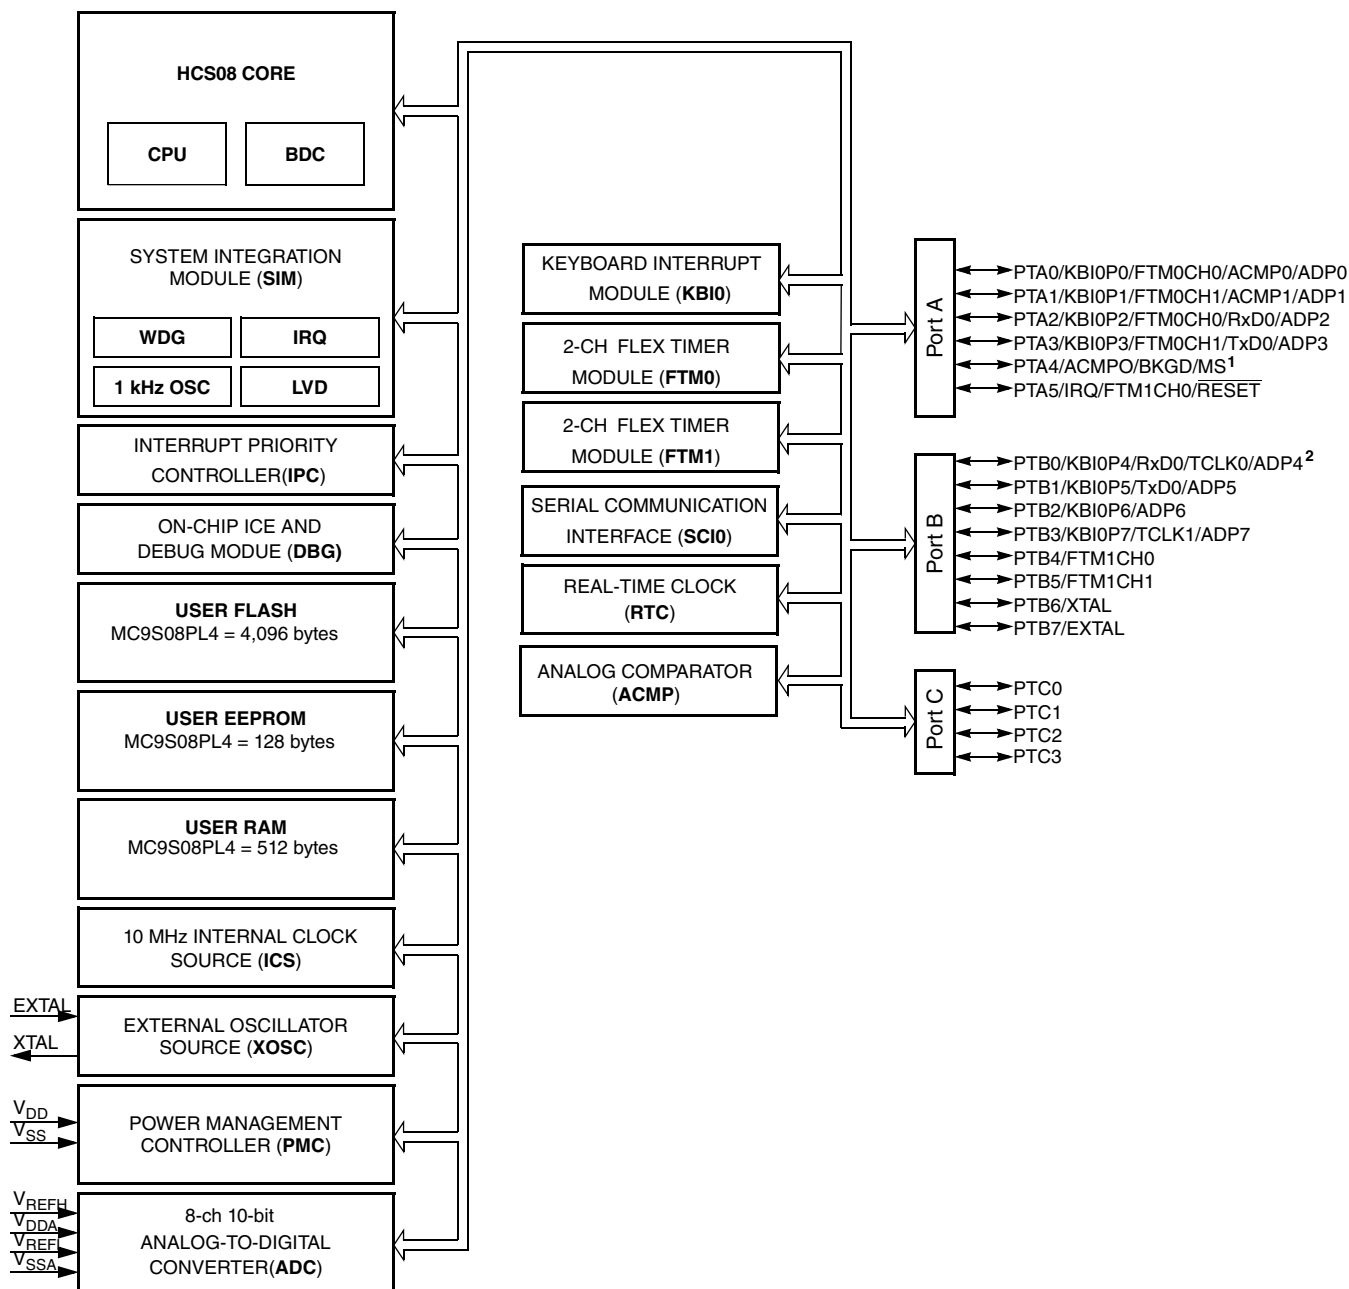 HCS08 CORE
CPU
BDC
SYSTEM INTEGRATION
MODULE (SIM)
WDG
IRQ
1 kHz OSC
LVD
INTERRUPT PRIORITY
CONTROLLER(IPC)
ON-CHIP ICE AND
DEBUG MODUE (DBG)
USER FLASH
MC9S08PL4 = 4,096 bytes
USER EEPROM
MC9S08PL4 = 128 bytes
USER RAM
MC9S08PL4 = 512 bytes
10 MHz INTERNAL CLOCK
SOURCE (ICS)
EXTAL
XTAL
EXTERNAL OSCILLATOR
SOURCE (XOSC)
VDD
VSS
POWER MANAGEMENT
CONTROLLER (PMC)
VREFH
VDDA
VREFL
VSSA
8-ch 10-bit
ANALOG-TO-DIGITAL
CONVERTER(ADC)
KEYBOARD INTERRUPT
MODULE (KBI0)
2-CH FLEX TIMER
MODULE (FTM0)
2-CH FLEX TIMER
MODULE (FTM1)
SERIAL COMMUNICATION
INTERFACE (SCI0)
REAL-TIME CLOCK
(RTC)
ANALOG COMPARATOR
(ACMP)
Port A
PTA0/KBI0P0/FTM0CH0/ACMP0/ADP0
PTA1/KBI0P1/FTM0CH1/ACMP1/ADP1
PTA2/KBI0P2/FTM0CH0/RxD0/ADP2
PTA3/KBI0P3/FTM0CH1/TxD0/ADP3
PTA4/ACMPO/BKGD/MS1
PTA5/IRQ/FTM1CH0/RESET
Port B
PTB0/KBI0P4/RxD0/TCLK0/ADP42
PTB1/KBI0P5/TxD0/ADP5
PTB2/KBI0P6/ADP6
PTB3/KBI0P7/TCLK1/ADP7
PTB4/FTM1CH0
PTB5/FTM1CH1
PTB6/XTAL
PTB7/EXTAL
Port C
PTC0
PTC1
PTC2
PTC3